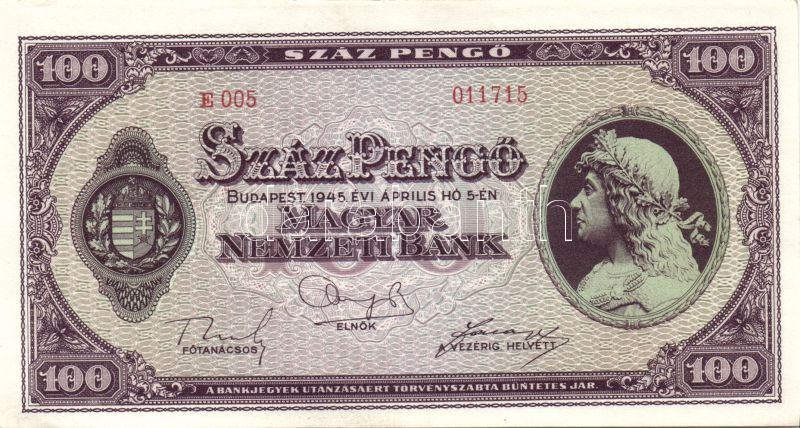 100 SZÁZ PENGŐ 100
E 005 011715
SZÁZ PENGŐ
BUDAPEST, 1945. ÉVI ÁPRILIS HÓ 5-ÉN
MAGYAR
NEMZETI BANK
ELNÖK
FŐTANÁCSOS
A VEZÉRIG. HELYETT
100 100
A BANKJEGYEK UTÁNZÁSÁÉRT TÖRVÉNYSZABTA BÜNTETÉS JÁR.